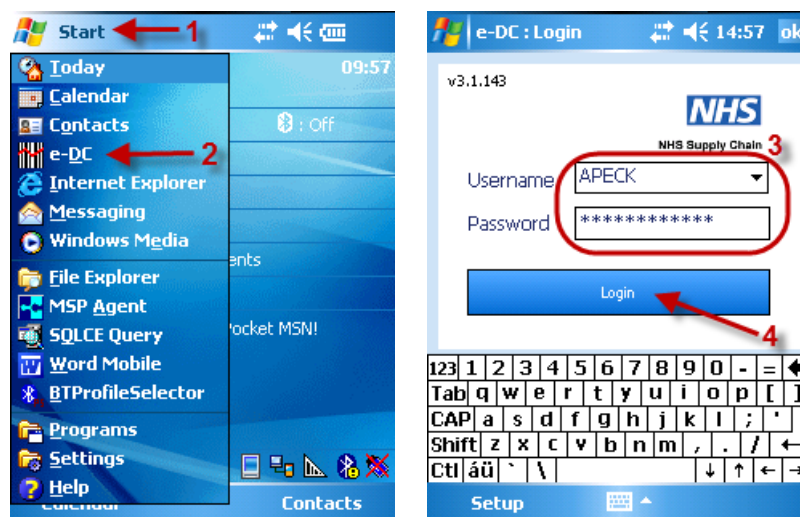 Start
1
Today
09:57
Calendar
Contacts
: Off
e-DC
2
Internet Explorer
Messaging
Windows Media
ents
File Explorer
MSP Agent
SQLCE Query
Pocket MSN!
Word Mobile
BTProfileSelector
Programs
Settings
Help
Calendar
Contacts
e-DC : Login
14:57
ok
v3.1.143
NHS
NHS Supply Chain
3
Username
APECK
Password
************
Login
4
123 1 2 3 4 5 6 7 8 9 0 - =
Tab q w e r t y u i o p [ ]
CAP a s d f g h j k l ; '
Shift z x c v b n m , . / ←
Ctl áü ` \ ↓ ↑ ← →
Setup